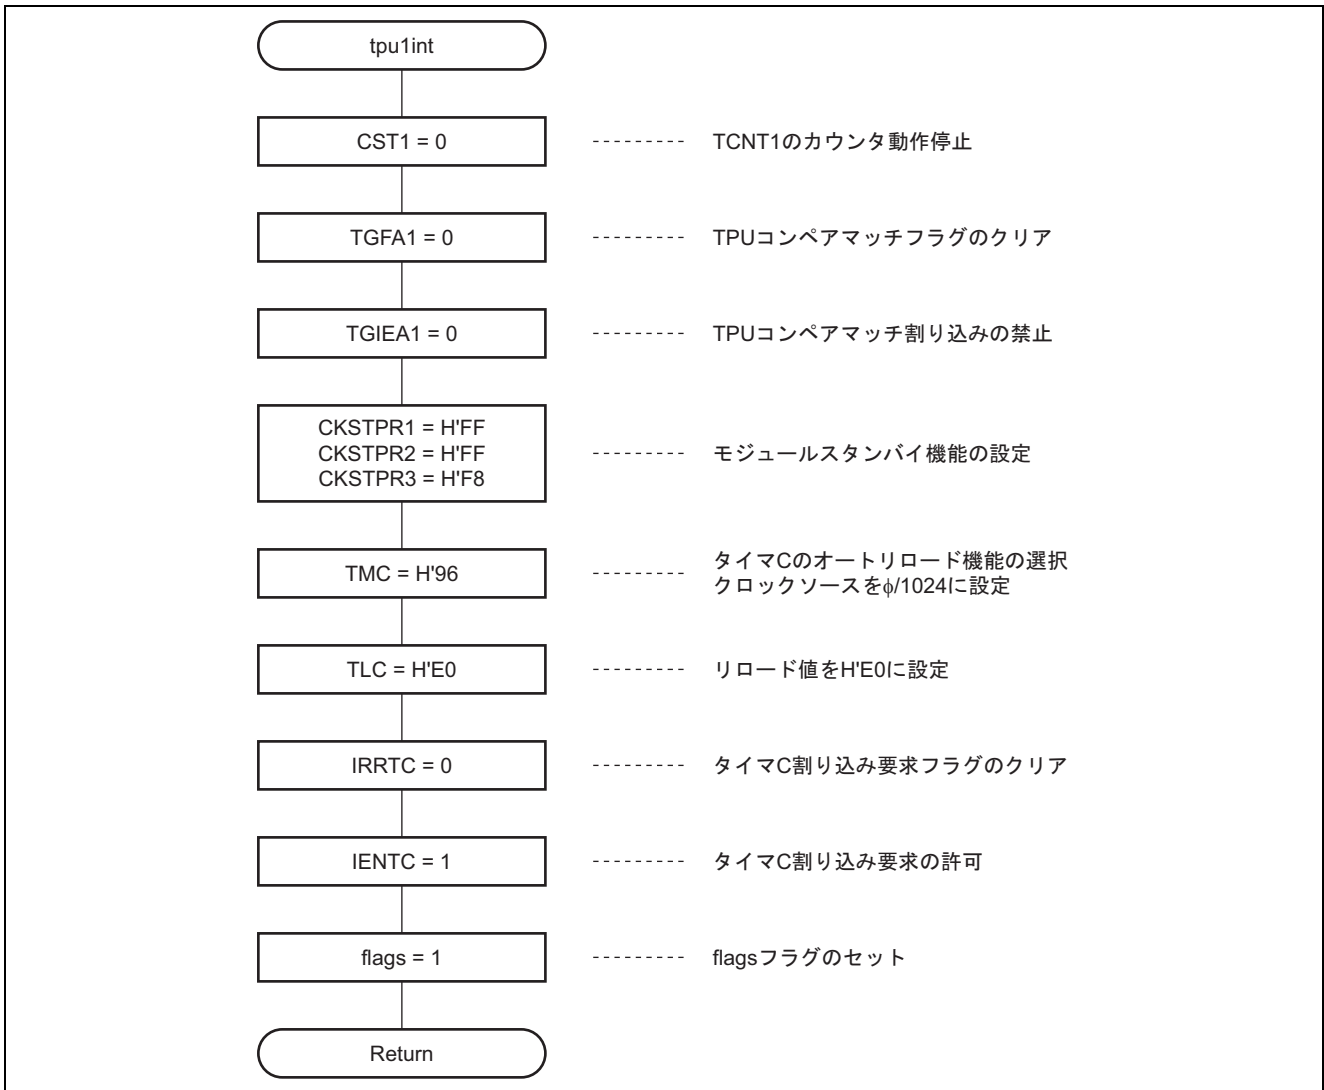 tpu1int
CST1 = 0
TCNT1のカウンタ動作停止
TGFA1 = 0
TPUコンペアマッチフラグのクリア
TGIEA1 = 0
TPUコンペアマッチ割り込みの禁止
CKSTPR1 = H'FF
CKSTPR2 = H'FF
CKSTPR3 = H'F8
モジュールスタンバイ機能の設定
TMC = H'96
タイマCのオートリロード機能の選択
クロックソースをφ/1024に設定
TLC = H'E0
リロード値をH'E0に設定
IRRTC = 0
タイマC割り込み要求フラグのクリア
IENTC = 1
タイマC割り込み要求の許可
flags = 1
flagsフラグのセット
Return